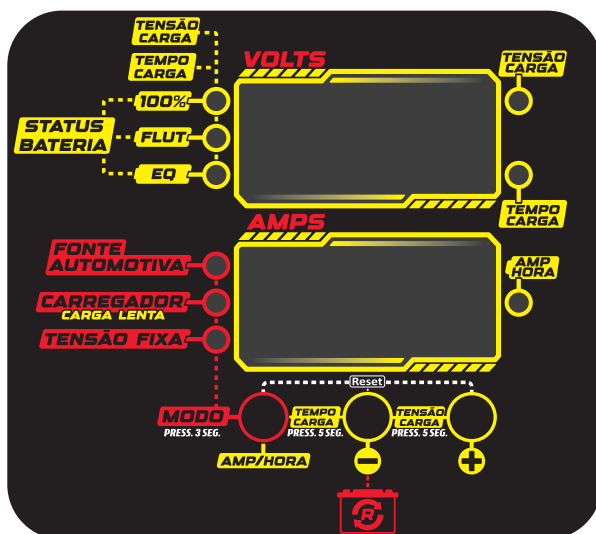 TENSÃO
CARGA
TEMPO
CARGA
VOLTS
TENSÃO
CARGA
100%
STATUS
BATERIA
FLUT
EQ
TEMPO
CARGA
AMPS
FONTE
AUTOMOTIVA
AMP
HORA
CARREGADOR
CARGA LENTA
TENSÃO FIXA
Reset
MODO
PRESS. 3 SEG.
TEMPO
CARGA
PRESS. 5 SEG.
TENSÃO
CARGA
PRESS. 5 SEG.
AMP/HORA
R